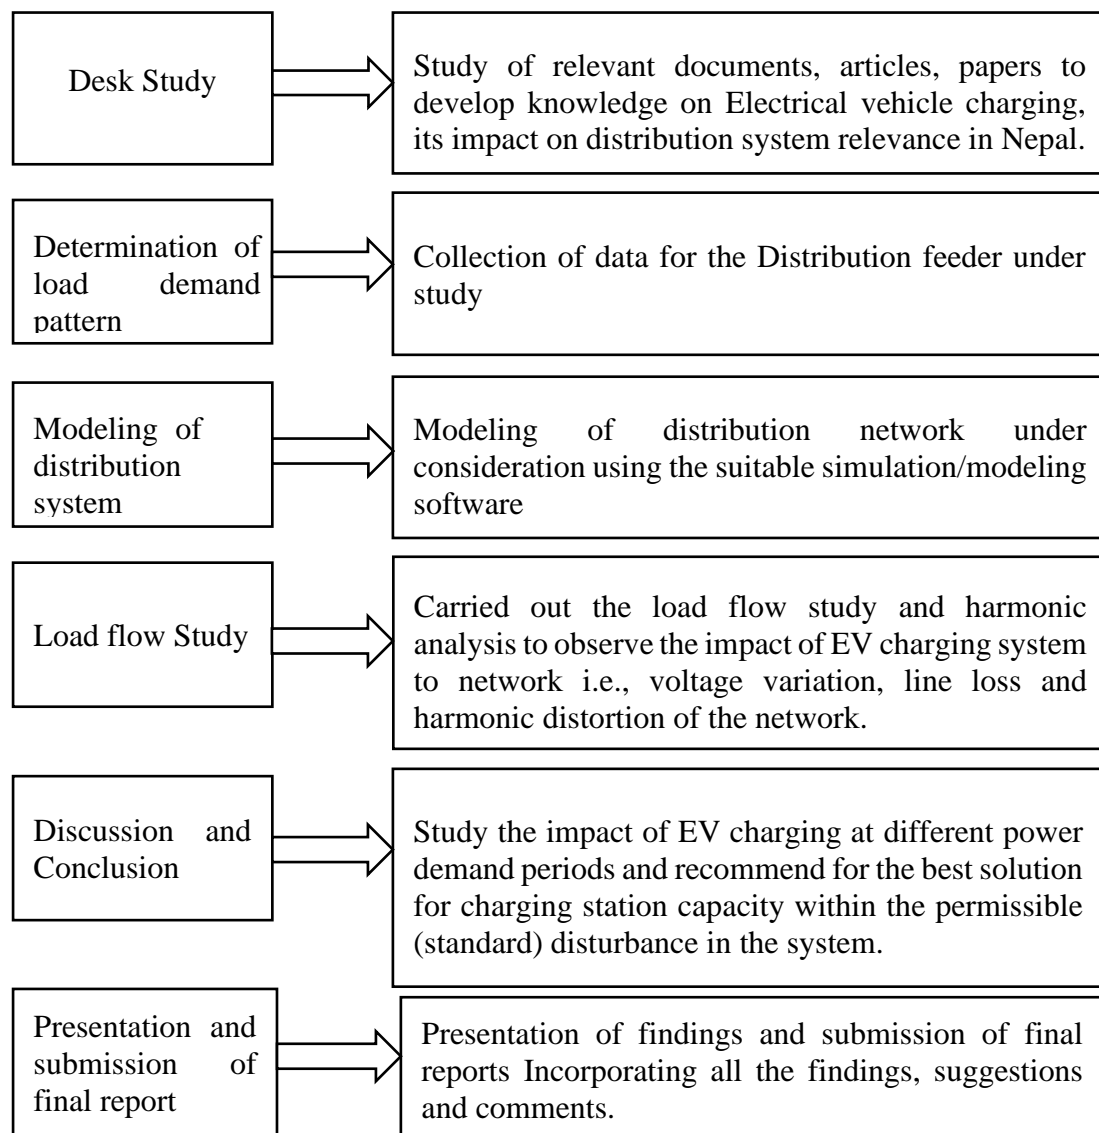 Desk Study
Study of relevant documents, articles, papers to
develop knowledge on Electrical vehicle charging,
its impact on distribution system relevance in Nepal.
Determination of
load demand
pattern
Collection of data for the Distribution feeder under
study
Modeling of
distribution
system
Modeling of distribution network under
consideration using the suitable simulation/modeling
software
Load flow Study
Carried out the load flow study and harmonic
analysis to observe the impact of EV charging system
to network i.e., voltage variation, line loss and
harmonic distortion of the network.
Discussion and
Conclusion
Study the impact of EV charging at different power
demand periods and recommend for the best solution
for charging station capacity within the permissible
(standard) disturbance in the system.
Presentation and
submission of
final report
Presentation of findings and submission of final
reports Incorporating all the findings, suggestions
and comments.